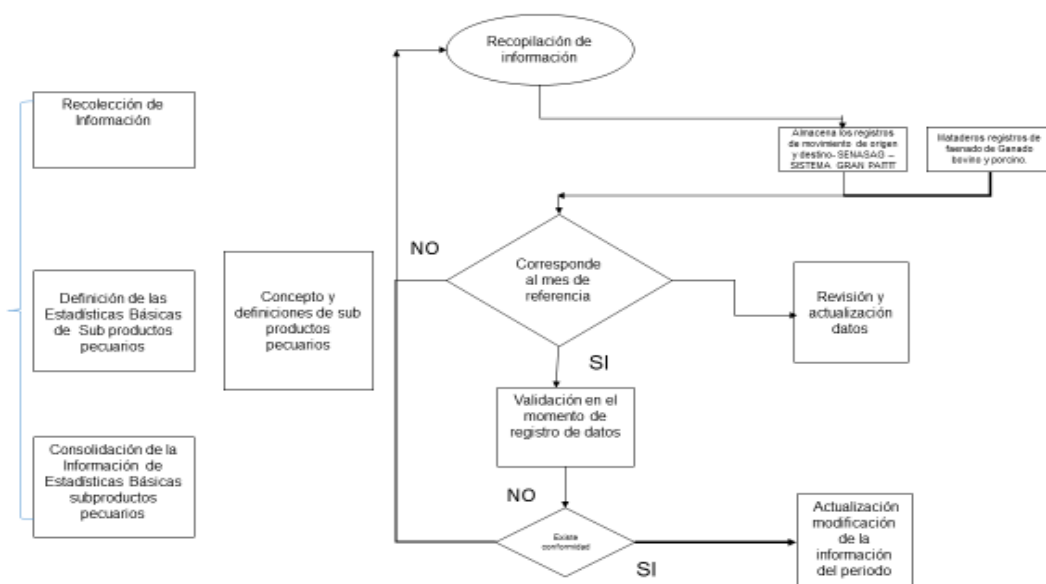 Recopilación de
información
Recolección de
Información
Almacena los registros
de movimiento de origen
y destino- SENASAG –
SISTEMA GRAN PAITITI
Mataderos registros de
faenado de Ganado
bovino y porcino.
NO
Corresponde
al mes de
referencia
Definición de las
Estadísticas Básicas
de Sub productos
pecuarios
Concepto y
definiciones de sub
productos
pecuarios
Revisión y
actualización
datos
SI
Validación en el
momento de
registro de datos
Consolidación de la
Información de
Estadísticas Básicas
subproductos
pecuarios
NO
Existe
conformidad
SI
Actualización
modificación
de la
información
del periodo